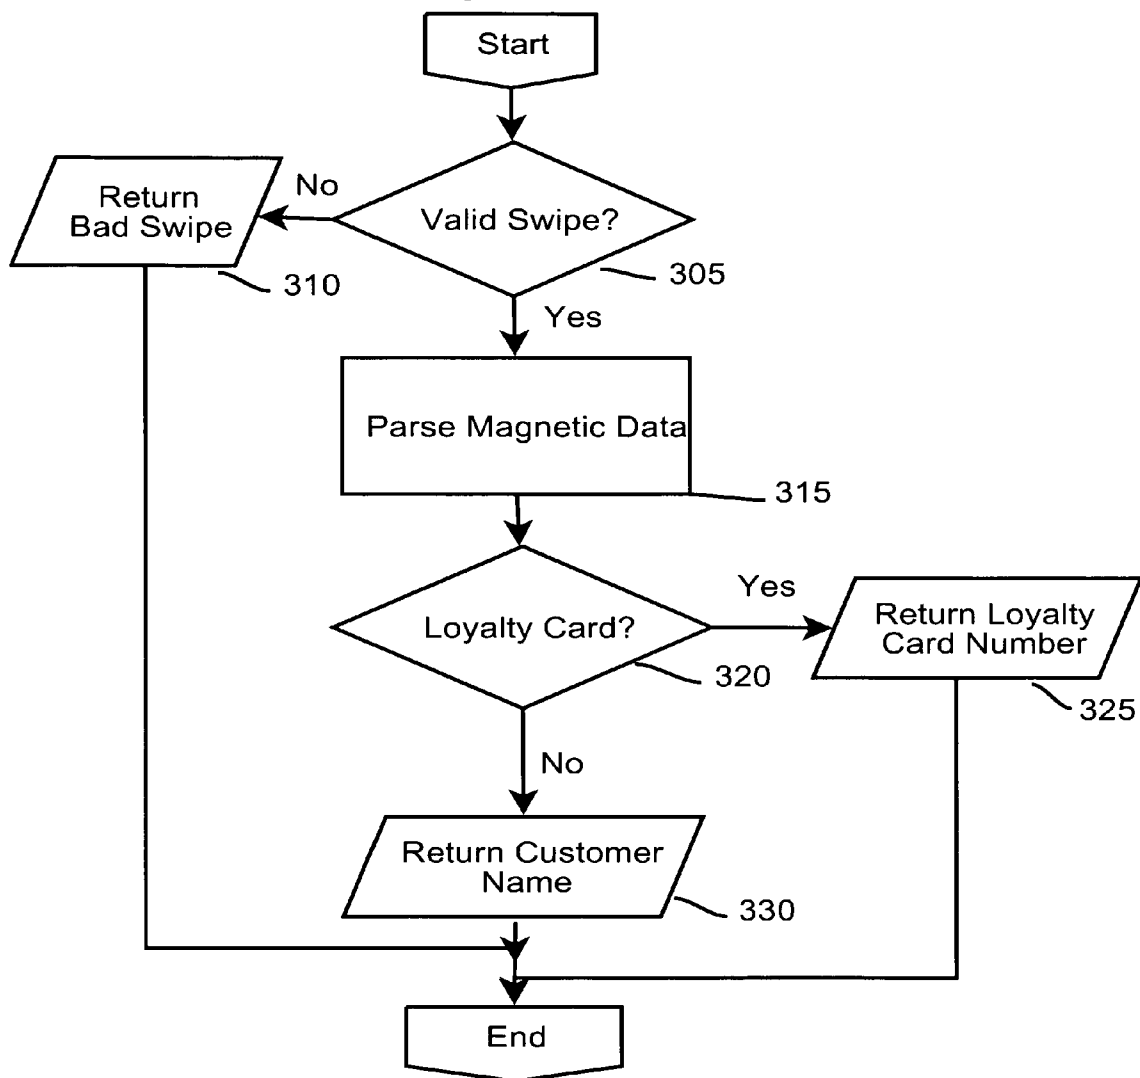 Start
No
Return
Bad Swipe
Valid Swipe?
310
305
Yes
Parse Magnetic Data
315
Yes
Loyalty Card?
Return Loyalty
Card Number
320
325
No
Return Customer
Name
330
End